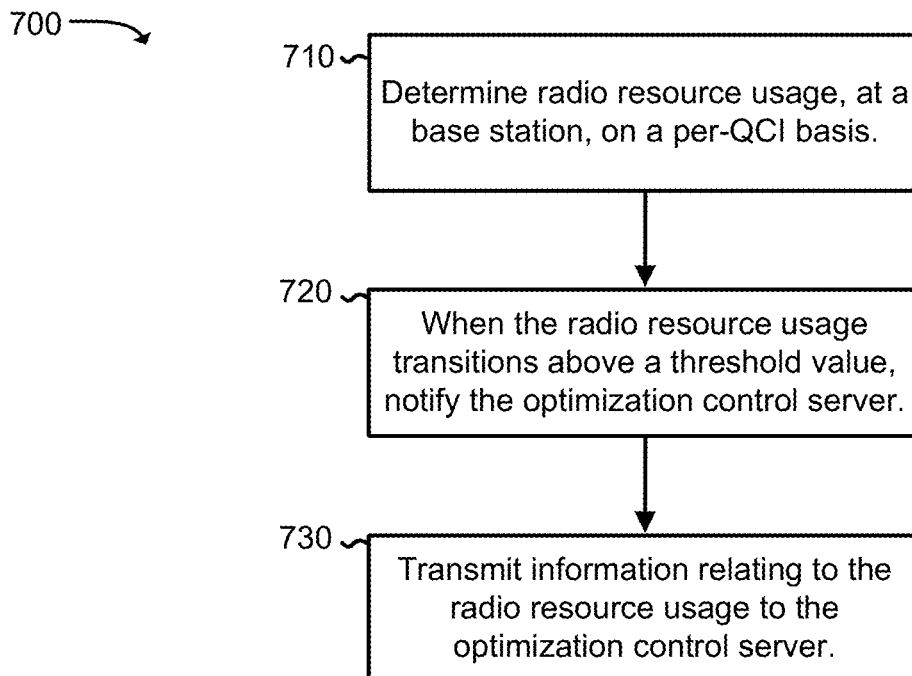 700
710
Determine radio resource usage, at a
base station, on a per-QCI basis.
720
When the radio resource usage
transitions above a threshold value,
notify the optimization control server.
730
Transmit information relating to the
radio resource usage to the
optimization control server.